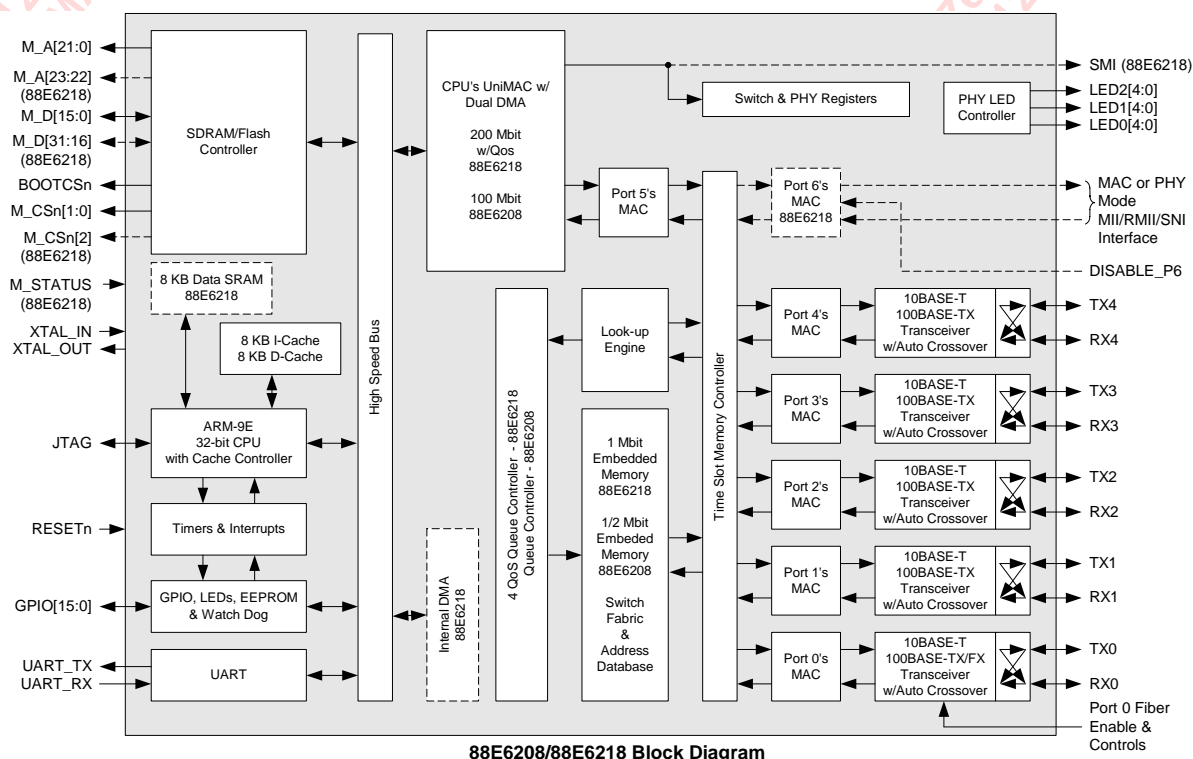 M_A[21:0]
M_A[23:22]
(88E6218)
M_D[15:0]
M_D[31:16]
(88E6218)
BOOTCSn
M_CSn[1:0]
M_CSn[2]
(88E6218)
M_STATUS
(88E6218)
XTAL_IN
XTAL_OUT
JTAG
RESETn
GPIO[15:0]
UART_TX
UART_RX
SDRAM/Flash
Controller
8 KB Data SRAM
88E6218
8 KB I-Cache
8 KB D-Cache
ARM-9E
32-bit CPU
with Cache Controller
Timers & Interrupts
GPIO, LEDs, EEPROM
& Watch Dog
UART
High Speed Bus
CPU's UniMAC w/
Dual DMA
200 Mbit
w/Qos
88E6218
100 Mbit
88E6208
Internal DMA
88E6218
4 QoS Queue Controller - 88E6218
Queue Controller - 88E6208
Look-up
Engine
1 Mbit
Embedded
Memory
88E6218
1/2 Mbit
Embeded
Memory
88E6208
Switch
Fabric
&
Address
Database
Port 5's
MAC
Time Slot Memory Controller
Switch & PHY Registers
PHY LED
Controller
Port 6's
MAC
88E6218
Port 4's
MAC
10BASE-T
100BASE-TX
Transceiver
w/Auto Crossover
Port 3's
MAC
10BASE-T
100BASE-TX
Transceiver
w/Auto Crossover
Port 2's
MAC
10BASE-T
100BASE-TX
Transceiver
w/Auto Crossover
Port 1's
MAC
10BASE-T
100BASE-TX
Transceiver
w/Auto Crossover
Port 0's
MAC
10BASE-T
100BASE-TX/FX
Transceiver
w/Auto Crossover
SMI (88E6218)
LED2[4:0]
LED1[4:0]
LED0[4:0]
MAC or PHY
Mode
MII/RMII/SNI
Interface
DISABLE_P6
TX4
RX4
TX3
RX3
TX2
RX2
TX1
RX1
TX0
RX0
Port 0 Fiber
Enable &
Controls
88E6208/88E6218 Block Diagram